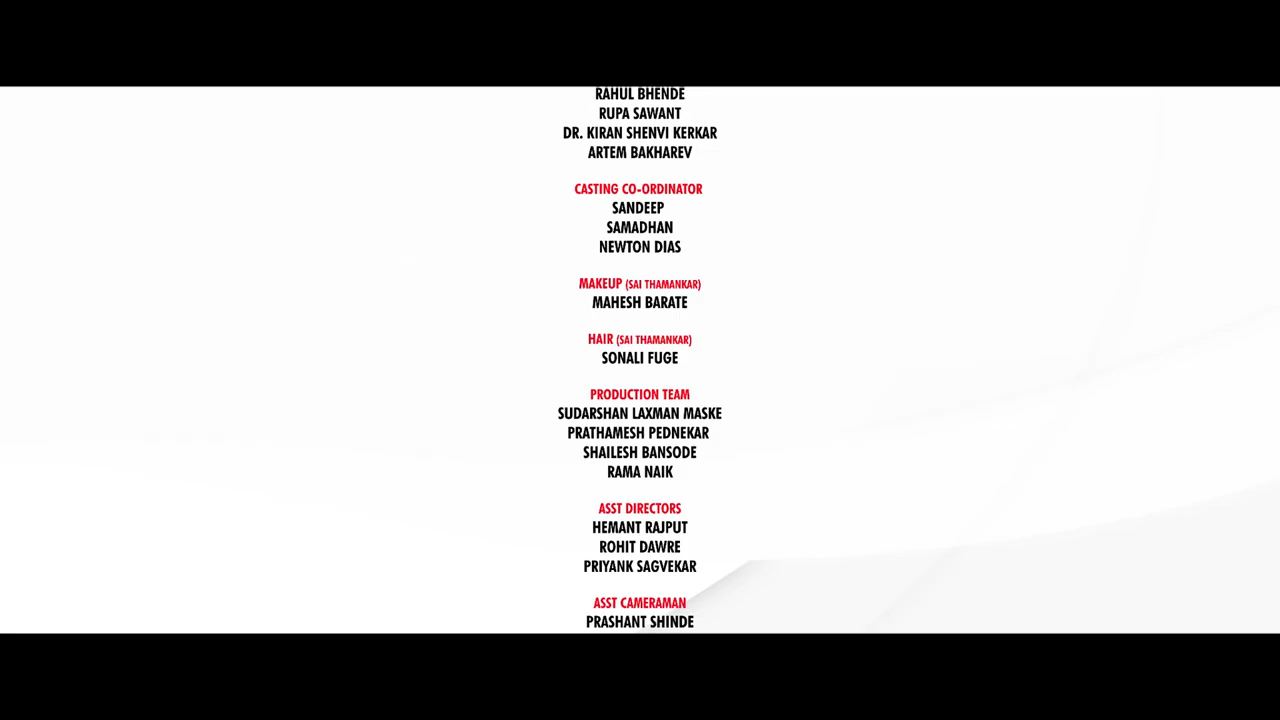 RAHUL BHENDE
RUPA SAWANT
DR. KIRAN SHENVI KERKAR
ARTEM BAKHAREV
CASTING CO-ORDINATOR
SANDEEP
SAMADHAN
NEWTON DIAS
MAKEUP (SAI THAMANKAR)
MAHESH BARATE
HAIR (SAI THAMANKAR)
SONALI FUGE
PRODUCTION TEAM
SUDARSHAN LAXMAN MASKE
PRATHAMESH PEDNEKAR
SHAILESH BANSODE
RAMA NAIK
ASST DIRECTORS
HEMANT RAJPUT
ROHIT DAWRE
PRIYANK SAGVEKAR
ASST CAMERAMAN
PRASHANT SHINDE